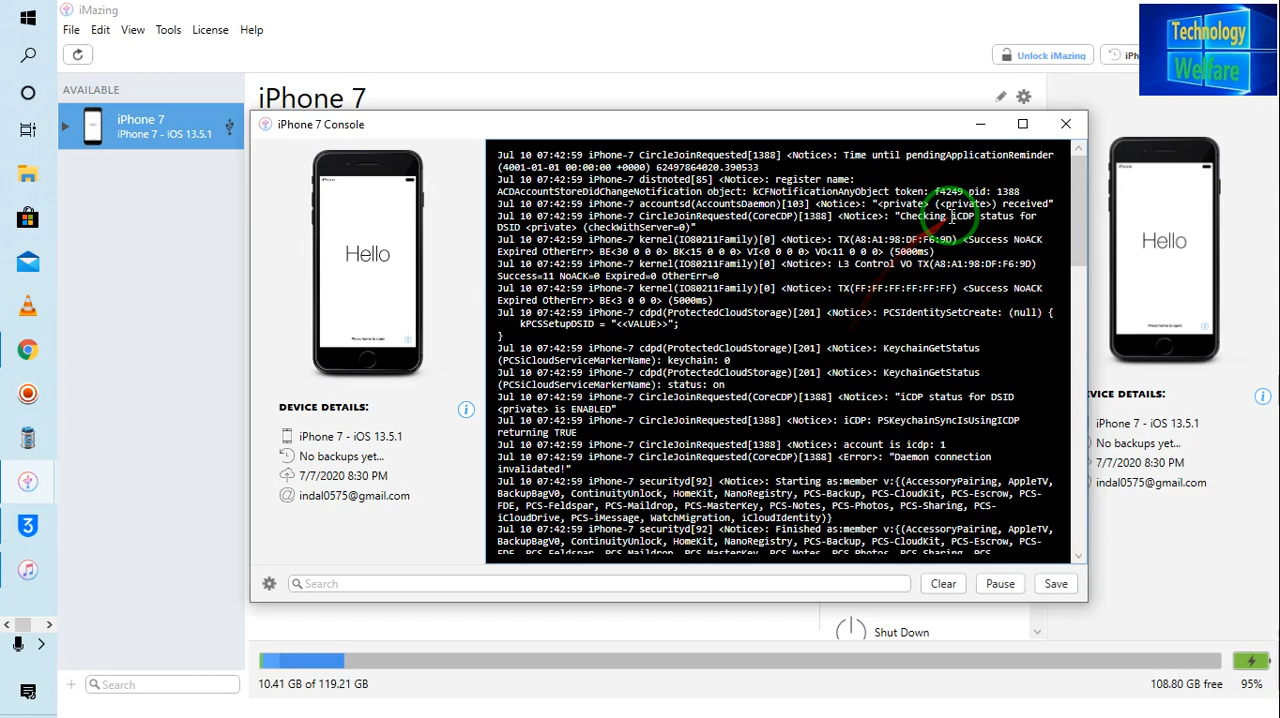 iMazing
File Edit View Tools License Help
Unlock iMazing
iPh
Technology
Welfare
AVAILABLE
iPhone 7
iPhone 7 - iOS 13.5.1
iPhone 7
iPhone 7 Console
Hello
DEVICE DETAILS:
iPhone 7 - iOS 13.5.1
No backups yet...
7/7/2020 8:30 PM
indal0575@gmail.com
Jul 10 07:42:59 iPhone-7 CircleJoinRequested[1388] <Notice>: Time until pendingApplicationReminder
(4001-01-01 00:00:00 +0000) 62497864020.390533
Jul 10 07:42:59 iPhone-7 distnoted[85] <Notice>: register name:
ACDAccountStoreDidChangeNotification object: kCFNotificationAnyObject token: f4249 pid: 1388
Jul 10 07:42:59 iPhone-7 accountsd(AccountsDaemon)[103] <Notice>: "<private> (<private>) received"
Jul 10 07:42:59 iPhone-7 CircleJoinRequested(CoreCDP)[1388] <Notice>: "Checking iCDP status for
DSID <private> (checkWithServer=0)"
Jul 10 07:42:59 iPhone-7 kernel(IO80211Family)[0] <Notice>: TX(A8:A1:98:DF:F6:9D) <Success NoACK
Expired OtherErr> BE<30 0 0 0> BK<15 0 0 0> VI<0 0 0 0> VO<11 0 0 0> (5000ms)
Jul 10 07:42:59 iPhone-7 kernel(IO80211Family)[0] <Notice>: L3 Control VO TX(A8:A1:98:DF:F6:9D)
Success=11 NoACK=0 Expired=0 OtherErr=0
Jul 10 07:42:59 iPhone-7 kernel(IO80211Family)[0] <Notice>: TX(FF:FF:FF:FF:FF:FF) <Success NoACK
Expired OtherErr> BE<3 0 0 0> (5000ms)
Jul 10 07:42:59 iPhone-7 cdpd(ProtectedCloudStorage)[201] <Notice>: PCSIdentitySetCreate: (null) {
kPCSSetupDSID = "<<VALUE>>";
}
Jul 10 07:42:59 iPhone-7 cdpd(ProtectedCloudStorage)[201] <Notice>: KeychainGetStatus
(PCSiCloudServiceMarkerName): keychain: 0
Jul 10 07:42:59 iPhone-7 cdpd(ProtectedCloudStorage)[201] <Notice>: KeychainGetStatus
(PCSiCloudServiceMarkerName): status: on
Jul 10 07:42:59 iPhone-7 CircleJoinRequested(CoreCDP)[1388] <Notice>: "iCDP status for DSID
<private> is ENABLED"
Jul 10 07:42:59 iPhone-7 CircleJoinRequested[1388] <Notice>: iCDP: PSKeychainSyncIsUsingICDP
returning TRUE
Jul 10 07:42:59 iPhone-7 CircleJoinRequested[1388] <Notice>: account is icdp: 1
Jul 10 07:42:59 iPhone-7 CircleJoinRequested(CoreCDP)[1388] <Error>: "Daemon connection
invalidated!"
Jul 10 07:42:59 iPhone-7 securityd[92] <Notice>: Starting as:member v:{(AccessoryPairing, AppleTV,
BackupBagV0, ContinuityUnlock, HomeKit, NanoRegistry, PCS-Backup, PCS-CloudKit, PCS-Escrow, PCS-
FDE, PCS-Feldspar, PCS-Maildrop, PCS-MasterKey, PCS-Notes, PCS-Photos, PCS-Sharing, PCS-
iCloudDrive, PCS-iMessage, WatchMigration, iCloudIdentity)}
Jul 10 07:42:59 iPhone-7 securityd[92] <Notice>: Finished as:member v:{(AccessoryPairing, AppleTV,
BackupBagV0, ContinuityUnlock, HomeKit, NanoRegistry, PCS-Backup, PCS-CloudKit, PCS-Escrow, PCS-
FDE, PCS-Feldspar, PCS-Maildrop, PCS-MasterKey, PCS-Notes, PCS-Photos, PCS-Sharing, PCS-
Hello
Press home to open
VICE DETAILS:
iPhone 7 - iOS 13.5.1
No backups yet...
7/7/2020 8:30 PM
indal0575@gmail.com
Search
Clear
Pause
Save
Shut Down
10.41 GB of 119.21 GB
108.80 GB free
95%
Search